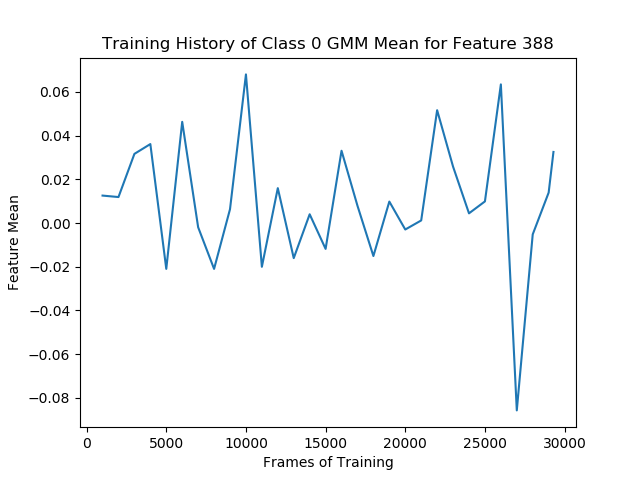 Training History of Class 0 GMM Mean for Feature 388
0.06
0.04
0.02
0.00
−0.02
−0.04
−0.06
−0.08
Feature Mean
0 5000 10000 15000 20000 25000 30000
Frames of Training